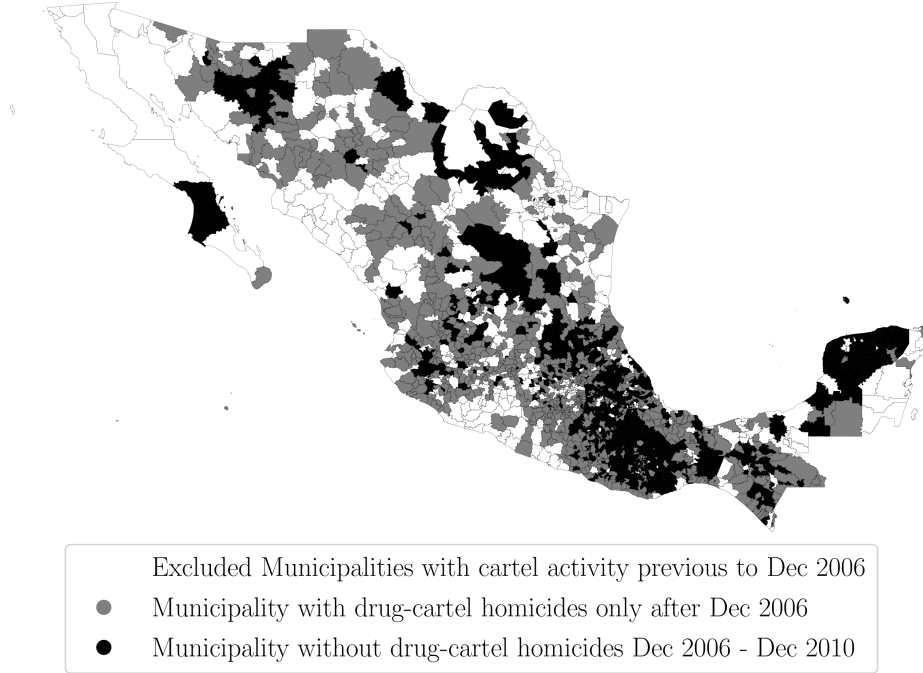 Excluded Municipalities with cartel activity previous to Dec 2006
Municipality with drug-cartel homicides only after Dec 2006
Municipality without drug-cartel homicides Dec 2006 - Dec 2010